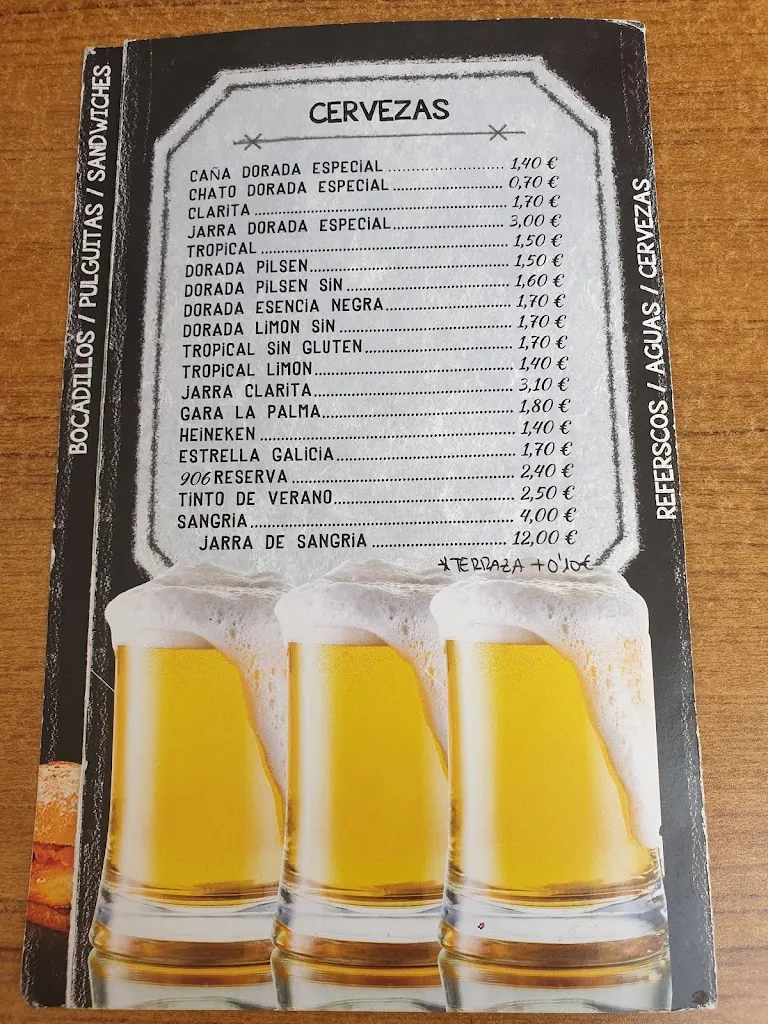 CERVEZAS
CAÑA DORADA ESPECIAL 1,40 €
CHATO DORADA ESPECIAL 0,70 €
CLARITA 1,70 €
JARRA DORADA ESPECIAL 3,00 €
TROPICAL 1,50 €
DORADA PILSEN 1,50 €
DORADA PILSEN SIN 1,60 €
DORADA ESENCIA NEGRA 1,70 €
DORADA LIMON SIN 1,70 €
TROPICAL SIN GLUTEN 1,70 €
TROPICAL LIMON 1,40 €
JARRA CLARITA 3,10 €
GARA LA PALMA 1,80 €
HEINEKEN 1,40 €
ESTRELLA GALICIA 1,70 €
906 RESERVA 2,40 €
TINTO DE VERANO 2,50 €
SANGRIA 4,00 €
JARRA DE SANGRIA 12,00 €
*TERRAZA +0'10€
BOCADILLOS / PULGUITAS / SANDWICHES
REFERSCOS / AGUAS / CERVEZAS